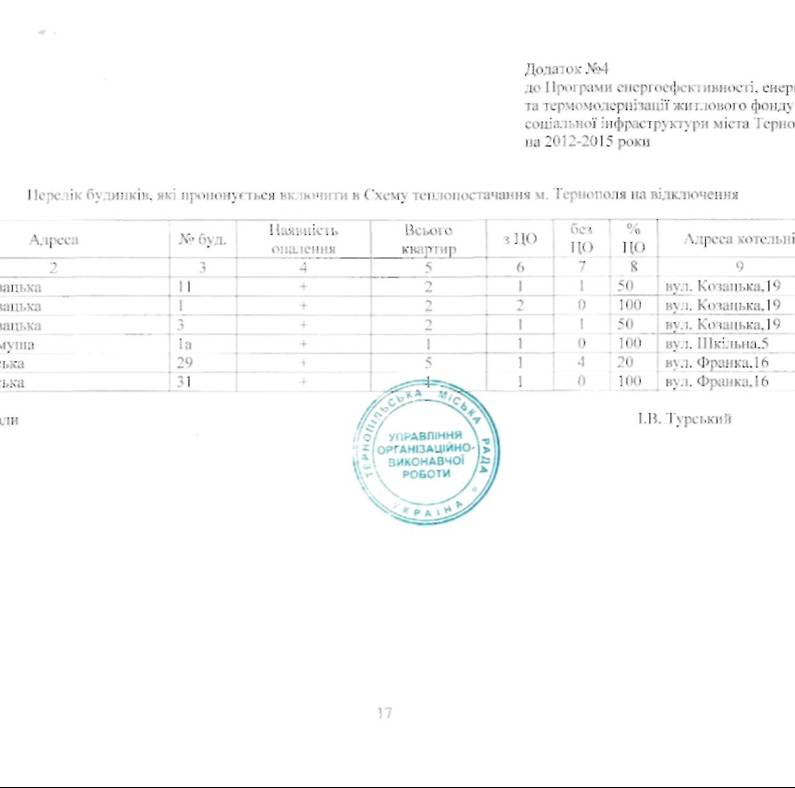 Додаток №4
до Програми енергоефективності, енер
та термомодернізації житлового фонду
соціальної інфраструктури міста Терно
на 2012-2015 роки
Перелік будинків, які пропонується включити в Схему теплопостачання м. Тернополя на відключення
Адреса № буд. Наявність опалення Всього квартир з ЦО без ЦО % ЦО Адреса котельні
2 3 4 5 6 7 8 9
зацька 11 + 2 1 1 50 вул. Козацька,19
зацька 1 + 2 2 0 100 вул. Козацька,19
зацька 3 + 2 1 1 50 вул. Козацька,19
муша 1а + 1 1 0 100 вул. Шкільна,5
ська 29 + 5 1 4 20 вул. Франка,16
ська 31 + 1 1 0 100 вул. Франка,16
ли І.В. Турський
ТЕРНОПІЛЬСЬКА МІСЬКА РАДА
УПРАВЛІННЯ
ОРГАНІЗАЦІЙНО-
ВИКОНАВЧОЇ
РОБОТИ
УКРАЇНА
17